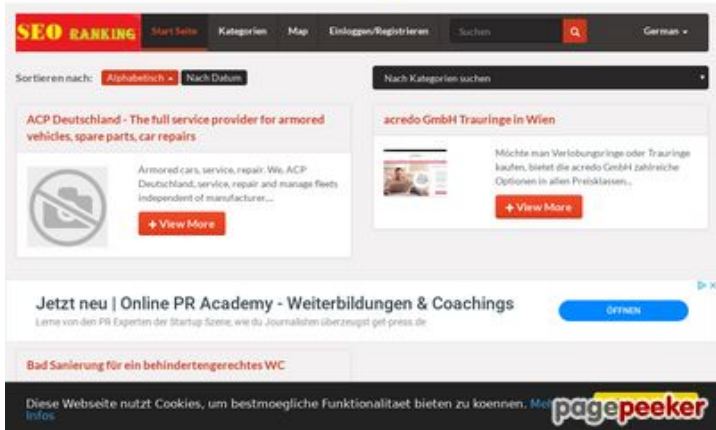 SEO RANKING
Start Seite Kategorien Map Einloggen/Registrieren Suchen German
Sortieren nach: Alphabetisch Nach Datum
Nach Kategorien suchen
ACP Deutschland - The full service provider for armored
vehicles, spare parts, car repairs
Armored cars, service, repair. We, ACP
Deutschland, service, repair and manage fleets
independent of manufacturer....
+ View More
acredo GmbH Trauringe in Wien
Möchte man Verlobungsringe oder Trauringe
kaufen, bietet die acredo GmbH zahlreiche
Optionen in allen Preisklassen...
+ View More
Jetzt neu | Online PR Academy - Weiterbildungen & Coachings
Lerne von den PR Experten der Startup Szene, wie du Journalisten überzeugst get-press.de
ÖFFNEN
Bad Sanierung für ein behindertengerechtes WC
Diese Webseite nutzt Cookies, um bestmoegliche Funktionalitaet bieten zu koennen.
Infos
pagepeeker